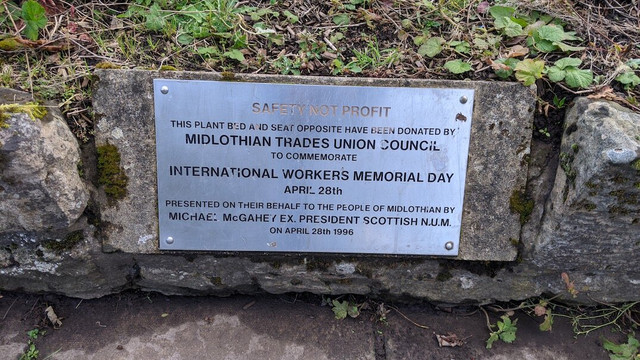 SAFETY NOT PROFIT
THIS PLANT BED AND SEAT OPPOSITE HAVE BEEN DONATED BY
MIDLOTHIAN TRADES UNION COUNCIL
TO COMMEMORATE
INTERNATIONAL WORKERS MEMORIAL DAY
APRIL 28th
PRESENTED ON THEIR BEHALF TO THE PEOPLE OF MIDLOTHIAN BY
MICHAEL McGAHEY EX. PRESIDENT SCOTTISH N.U.M.
ON APRIL 28th 1996